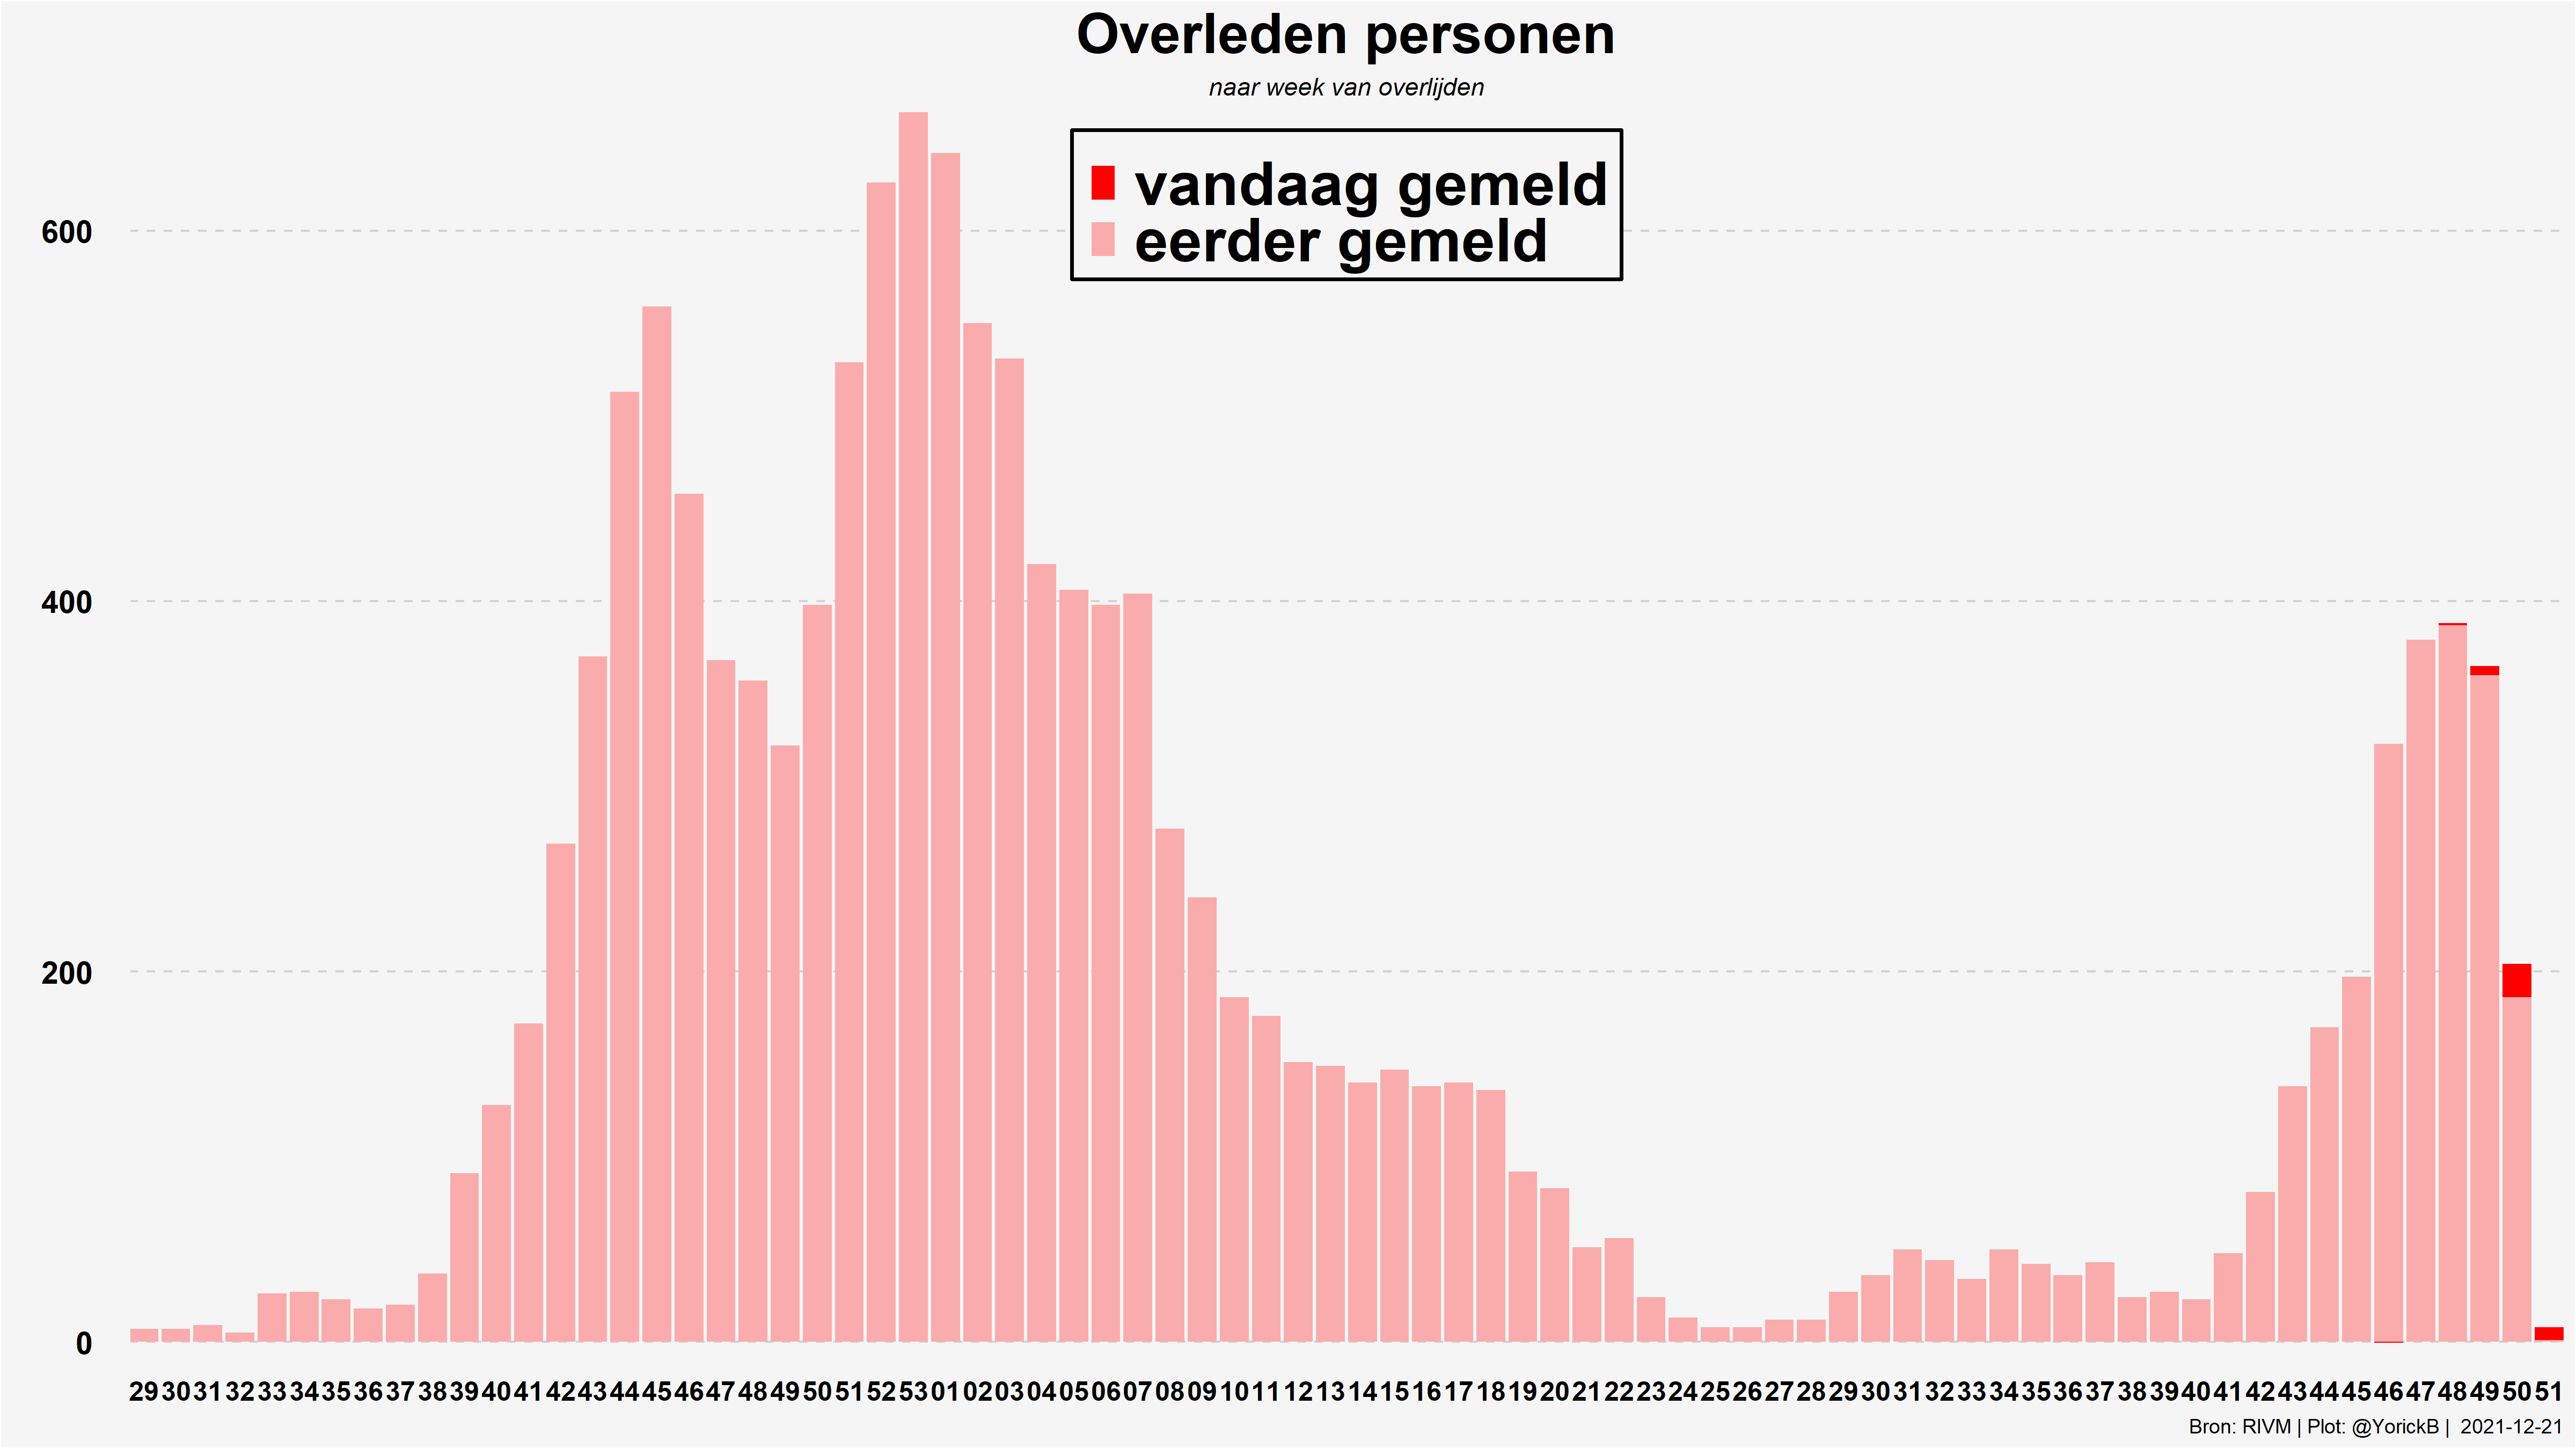 Overleden personen
naar week van overlijden
vandaag gemeld
eerder gemeld
600
400
200
0
29 30 31 32 33 34 35 36 37 38 39 40 41 42 43 44 45 46 47 48 49 50 51 52 53 01 02 03 04 05 06 07 08 09 10 11 12 13 14 15 16 17 18 19 20 21 22 23 24 25 26 27 28 29 30 31 32 33 34 35 36 37 38 39 40 41 42 43 44 45 46 47 48 49 50 51
Bron: RIVM | Plot: @YorickB | 2021-12-21